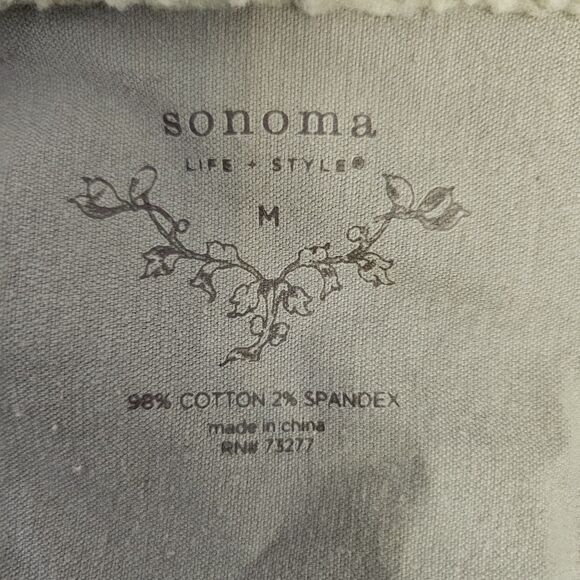 sonoma
LIFE + STYLE®
M
98% COTTON 2% SPANDEX
made in china
RN# 73277